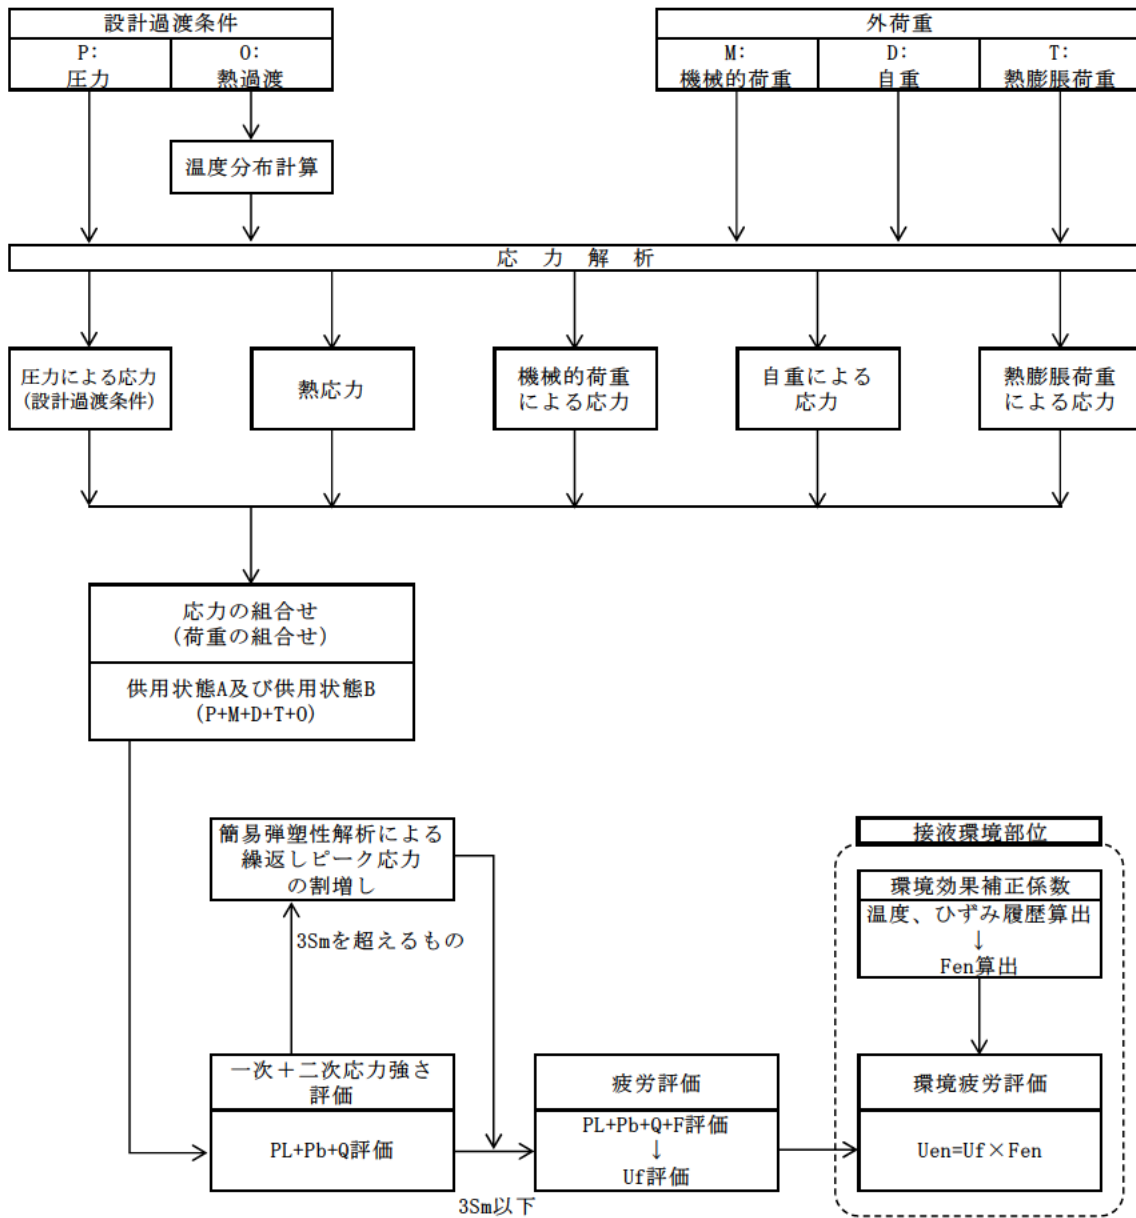 設計過渡条件
P:
圧力
O:
熱過渡
外荷重
M:
機械的荷重
D:
自重
T:
熱膨脹荷重
温度分布計算
応 力 解 析
圧力による応力
(設計過渡条件)
熱応力
機械的荷重
による応力
自重による
応力
熱膨脹荷重
による応力
応力の組合せ
(荷重の組合せ)
供用状態A及び供用状態B
(P+M+D+T+O)
簡易弾塑性解析による
繰返しピーク応力
の割増し
3Smを超えるもの
接液環境部位
環境効果補正係数
温度、ひずみ履歴算出
↓
Fen算出
一次＋二次応力強さ
評価
PL+Pb+Q評価
3Sm以下
疲労評価
PL+Pb+Q+F評価
↓
Uf評価
環境疲労評価
Uen=Uf×Fen